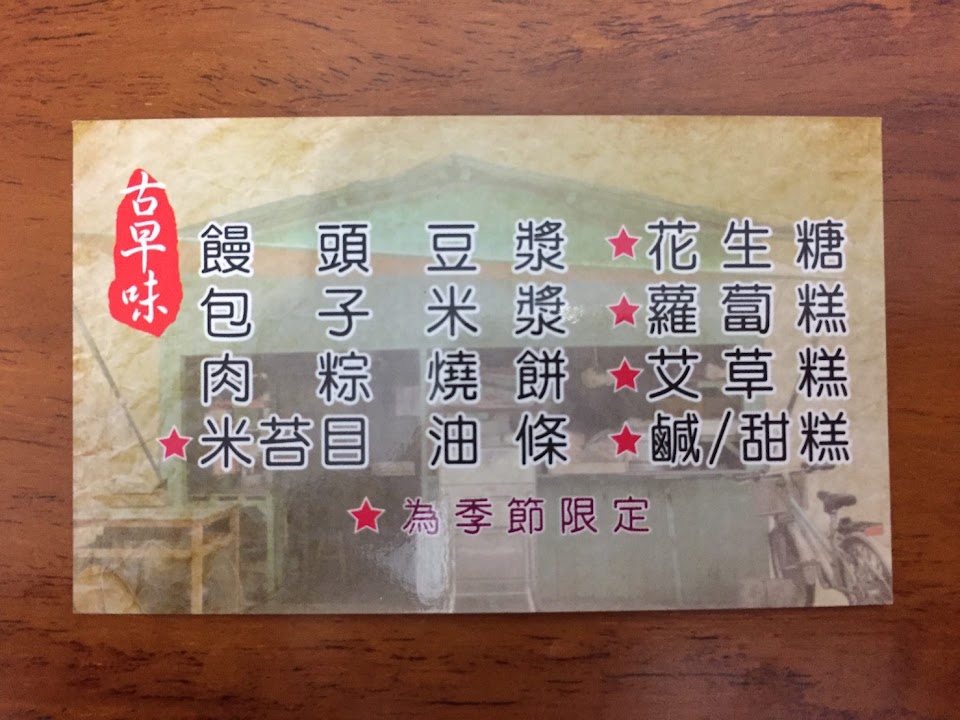 古早味
饅頭 豆漿 ★花生糖
包子 米漿 ★蘿蔔糕
肉粽 燒餅 ★艾草糕
★米苔目 油條 ★鹹/甜糕
★為季節限定